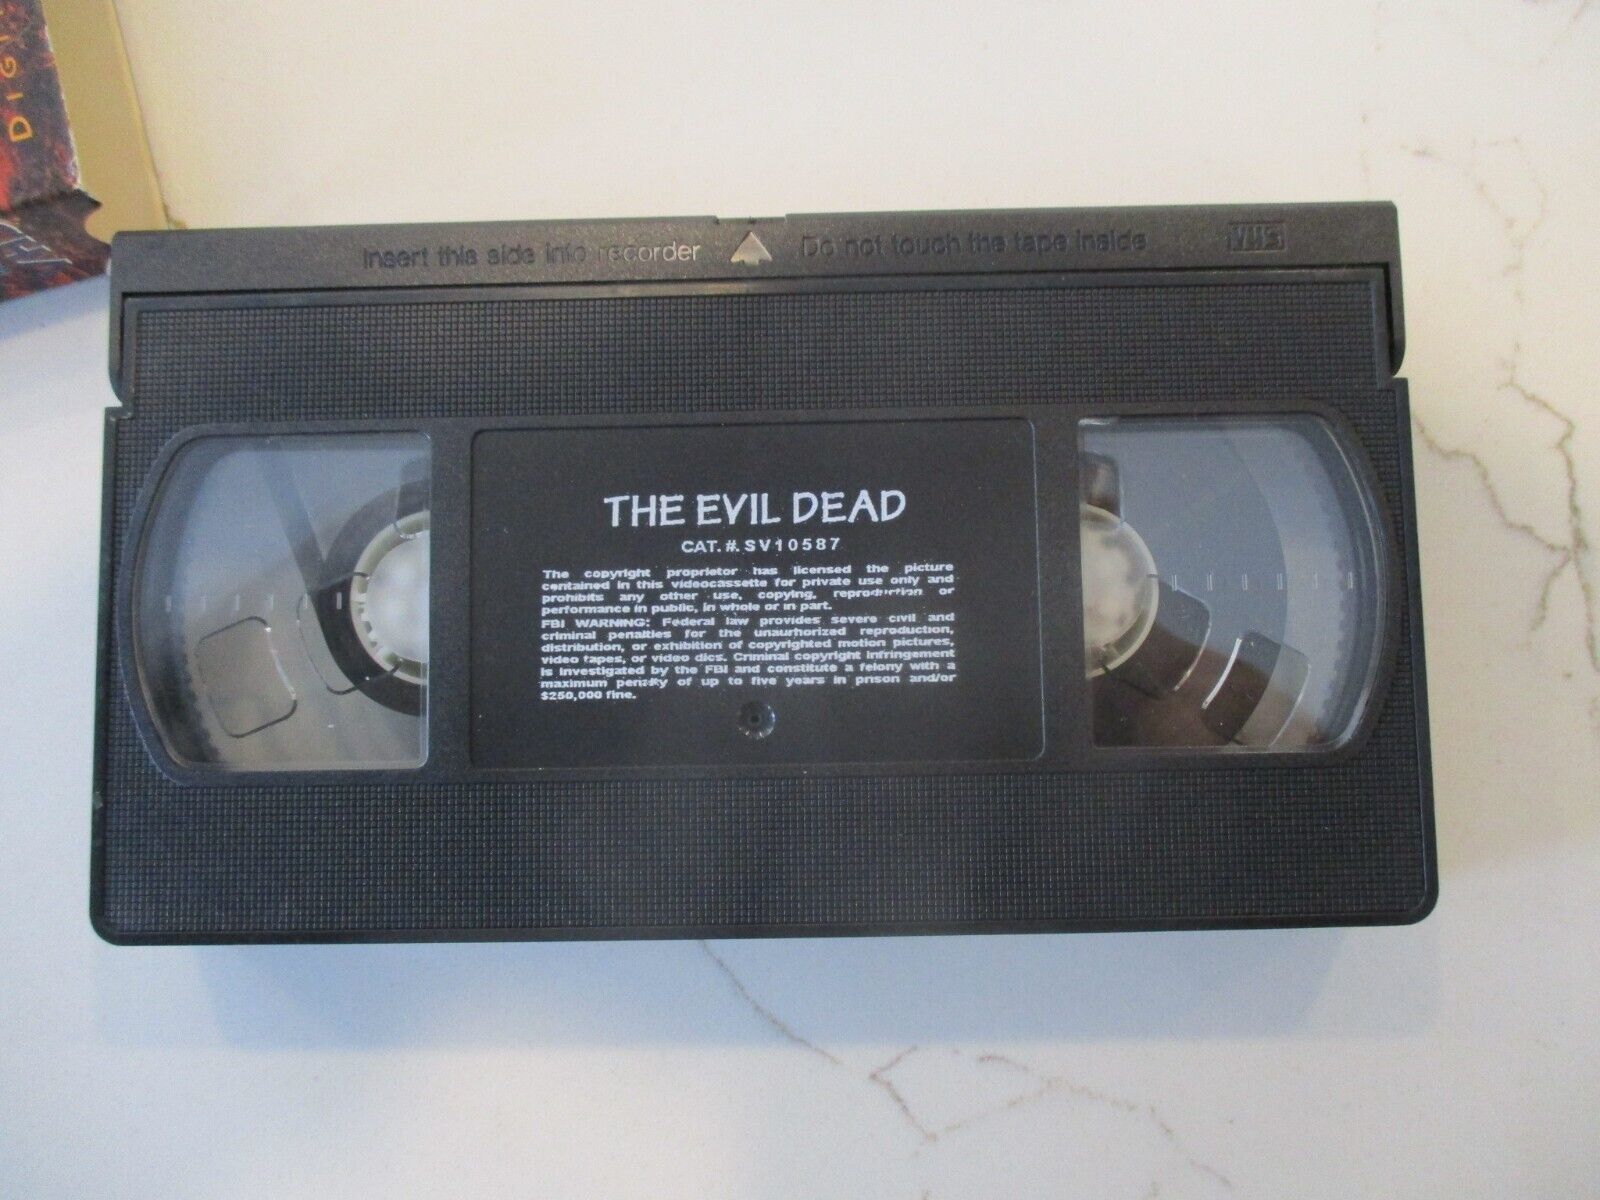 DIG
Insert this side into recorder
Do not touch the tape inside
VHS
THE EVIL DEAD
CAT. #. SV10587
The copyright proprietor has licensed the picture
contained in this videocassette for private use only and
prohibits any other use, copying, reproduction or
performance in public, in whole or in part.
FBI WARNING: Federal law provides severe civil and
criminal penalties for the unaurhorized reproduction,
distribution, or exhibition of copyrighted motion pictures,
video tapes, or video dics. Criminal copyright infringement
is investigated by the FBI and constitute a felony with a
maximum penalty of up to five years in prison and/or
$250,000 fine.